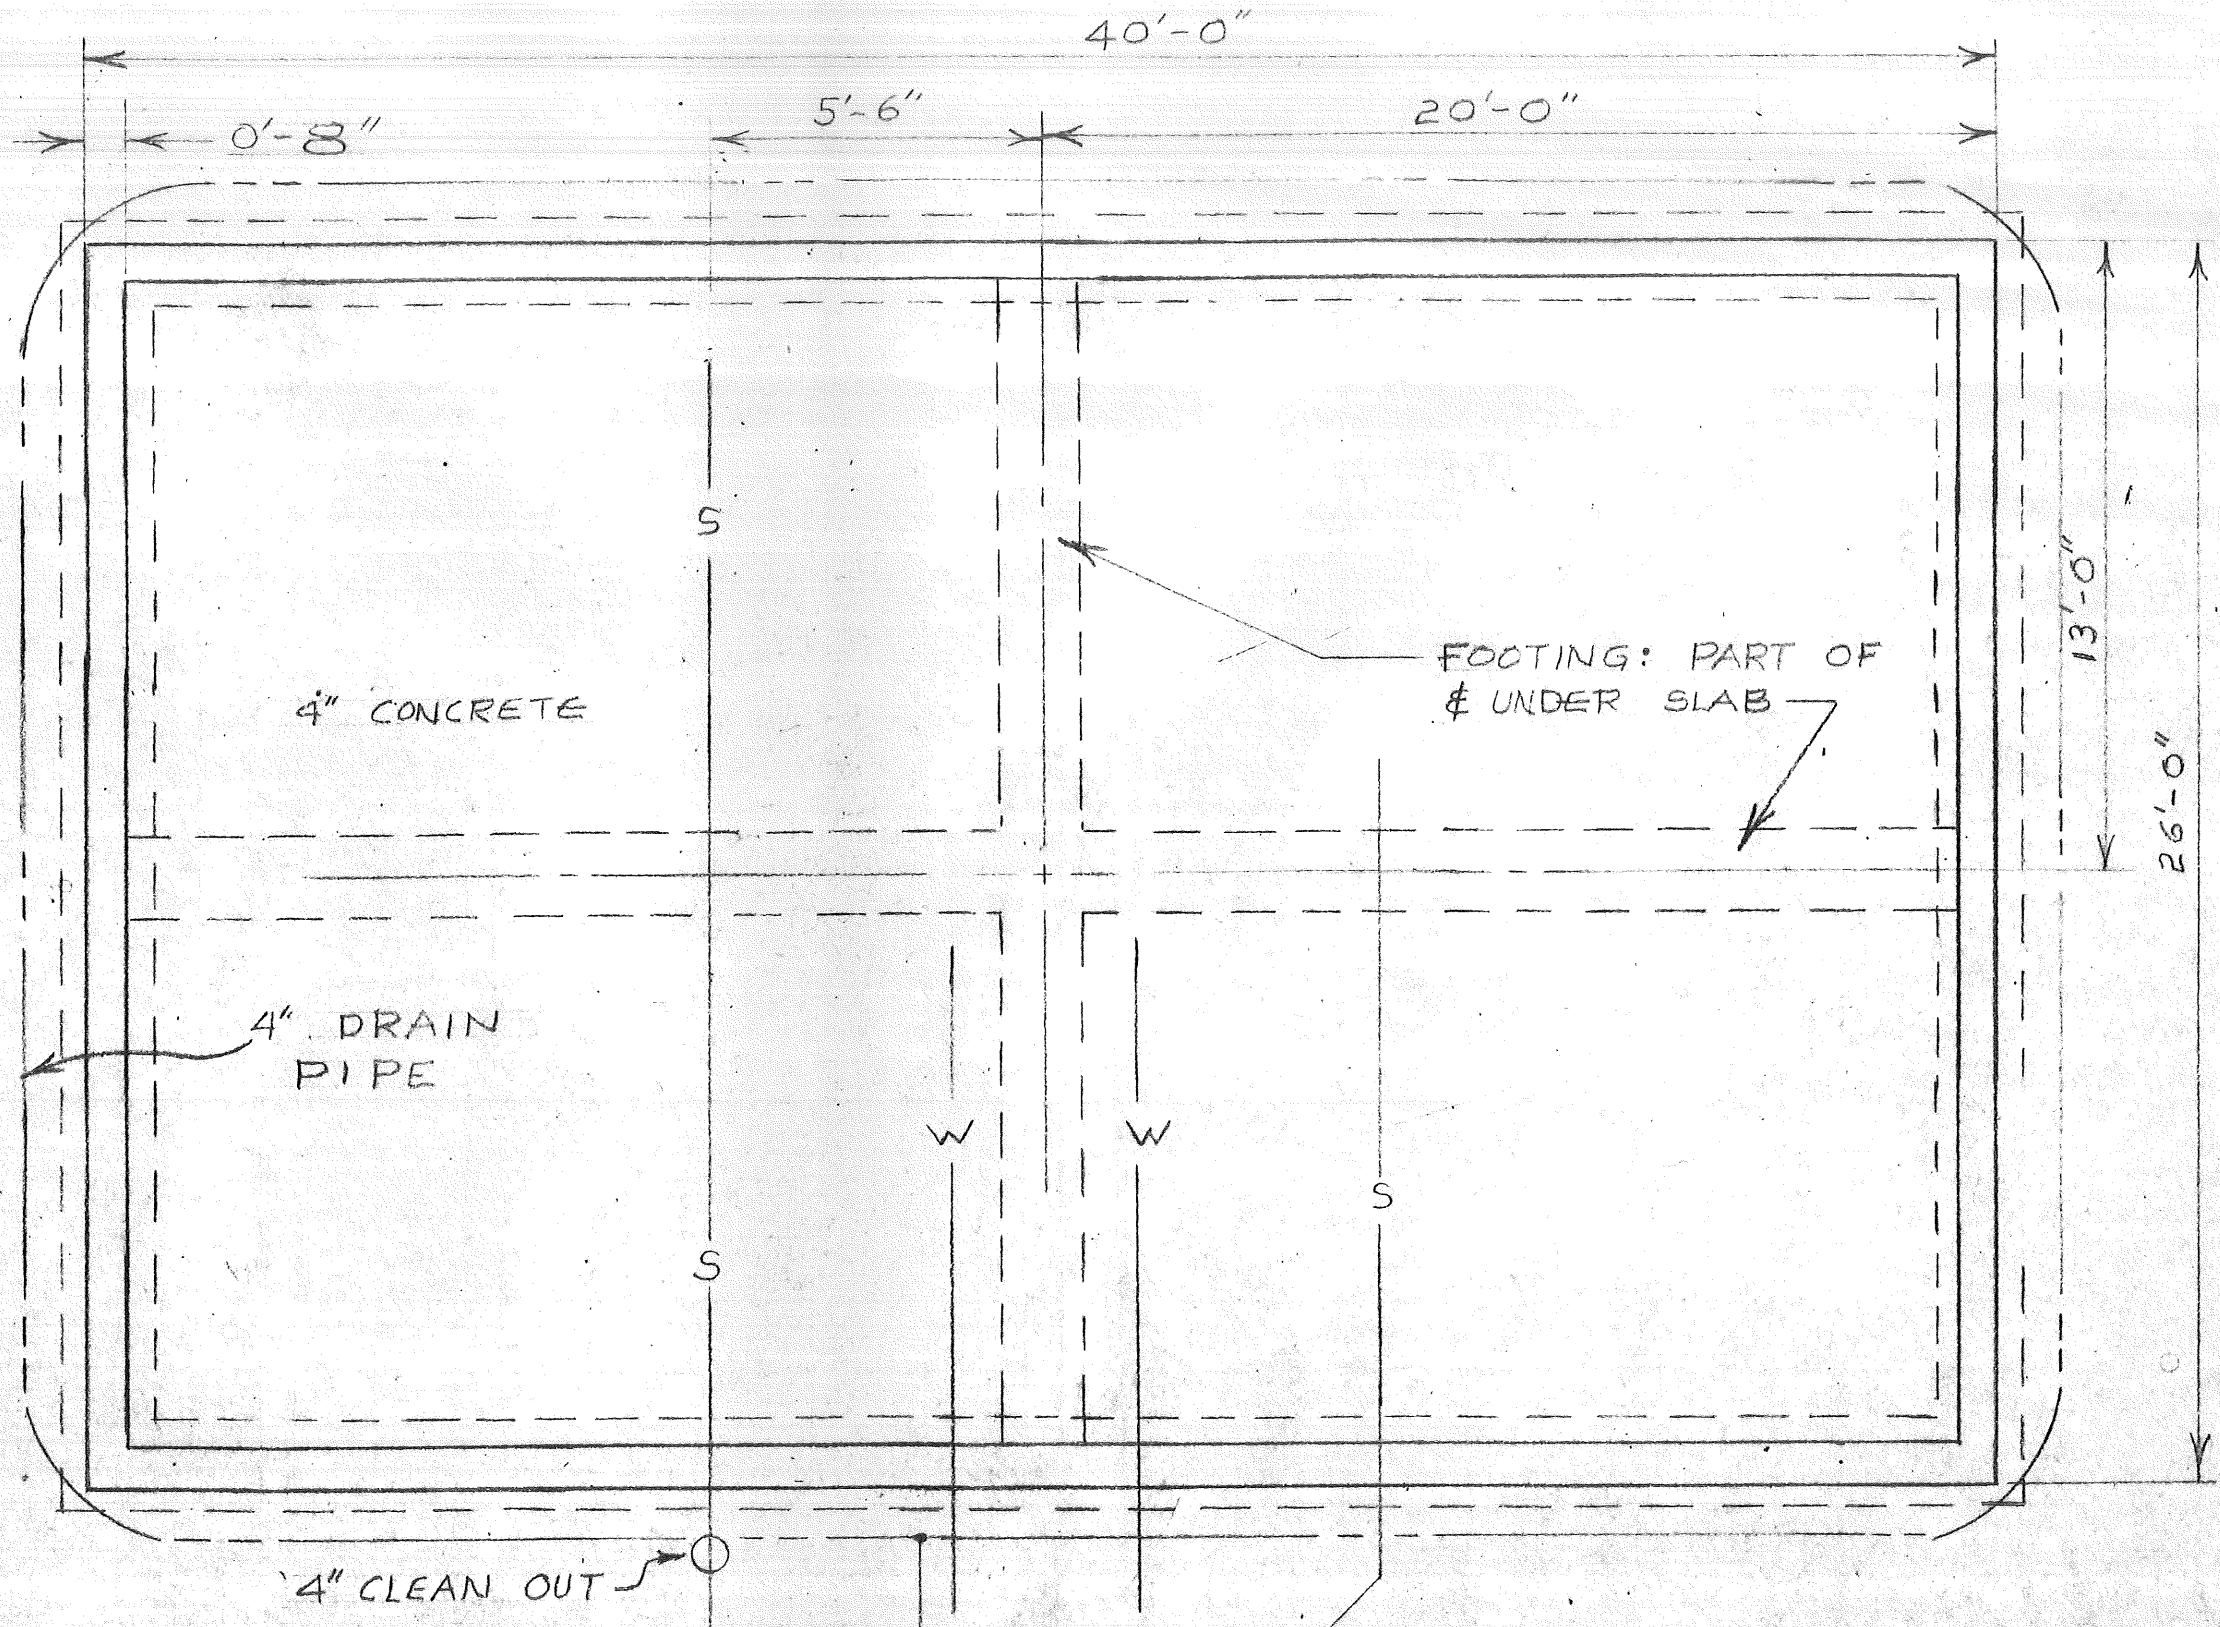 40'-0"
5'-6"
20'-0"
0'-8"
S
13'-0"
FOOTING: PART OF
¢ UNDER SLAB
4" CONCRETE
26'-0"
4" DRAIN
PIPE
W
W
S
S
4" CLEAN OUT